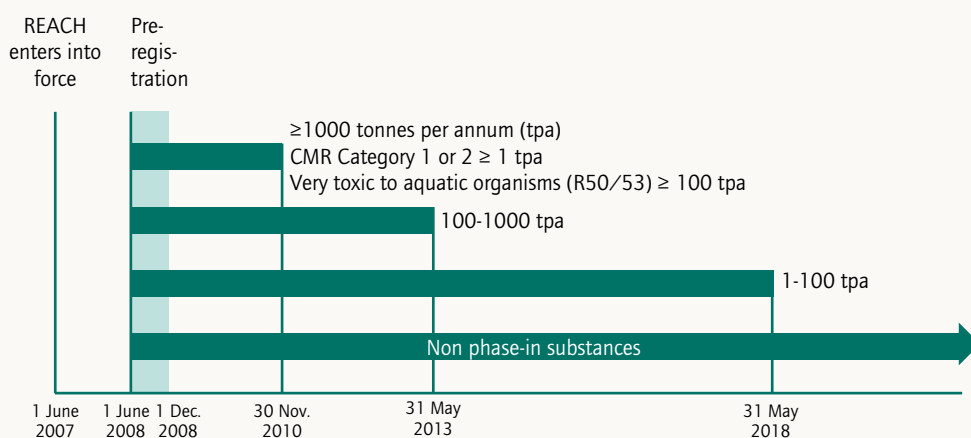 REACH
enters into
force
Pre-
regis-
tration
≥1000 tonnes per annum (tpa)
CMR Category 1 or 2 ≥ 1 tpa
Very toxic to aquatic organisms (R50/53) ≥ 100 tpa
100-1000 tpa
1-100 tpa
Non phase-in substances
1 June
2007
1 June
2008
1 Dec.
2008
30 Nov.
2010
31 May
2013
31 May
2018